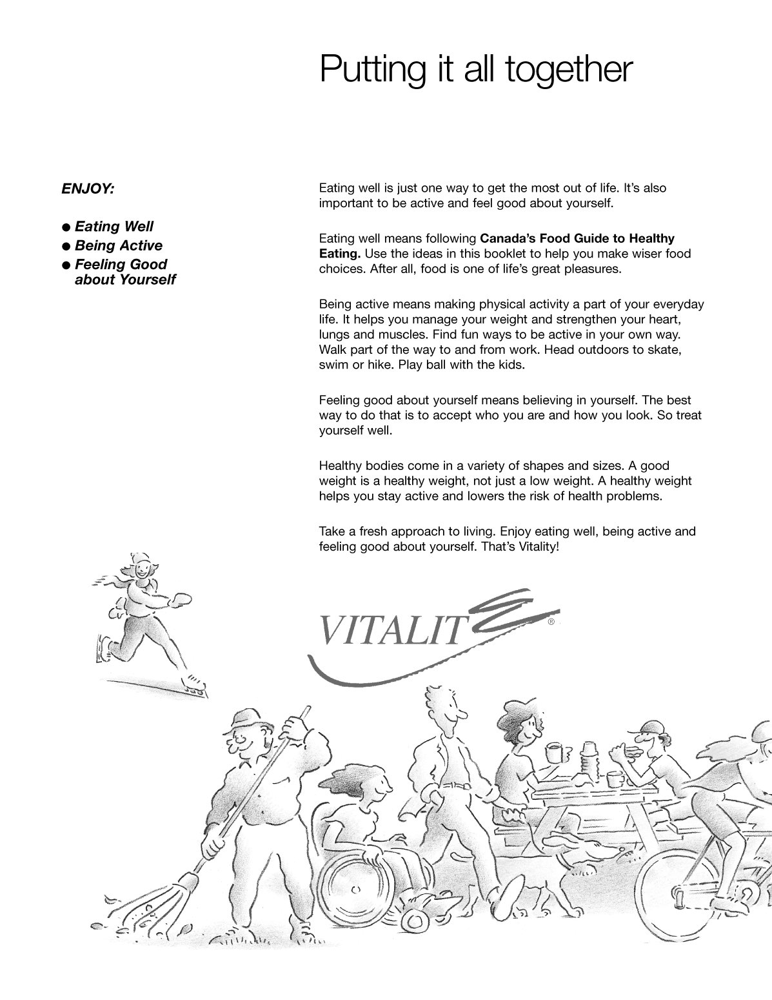 Putting it all together
ENJOY:
● Eating Well
● Being Active
● Feeling Good
about Yourself
Eating well is just one way to get the most out of life. It’s also
important to be active and feel good about yourself.
Eating well means following Canada’s Food Guide to Healthy
Eating. Use the ideas in this booklet to help you make wiser food
choices. After all, food is one of life’s great pleasures.
Being active means making physical activity a part of your everyday
life. It helps you manage your weight and strengthen your heart,
lungs and muscles. Find fun ways to be active in your own way.
Walk part of the way to and from work. Head outdoors to skate,
swim or hike. Play ball with the kids.
Feeling good about yourself means believing in yourself. The best
way to do that is to accept who you are and how you look. So treat
yourself well.
Healthy bodies come in a variety of shapes and sizes. A good
weight is a healthy weight, not just a low weight. A healthy weight
helps you stay active and lowers the risk of health problems.
Take a fresh approach to living. Enjoy eating well, being active and
feeling good about yourself. That’s Vitality!
VITALIT ®